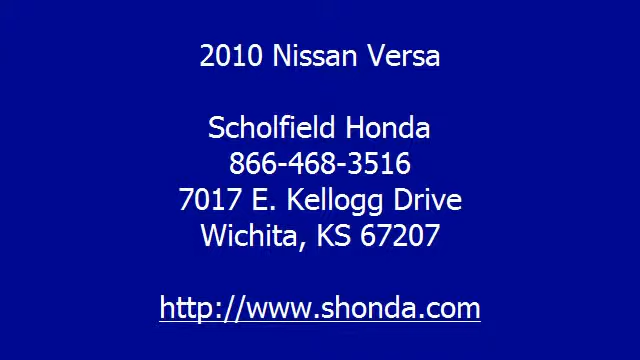 2010 Nissan Versa
Scholfield Honda
866-468-3516
7017 E. Kellogg Drive
Wichita, KS 67207
http://www.shonda.com